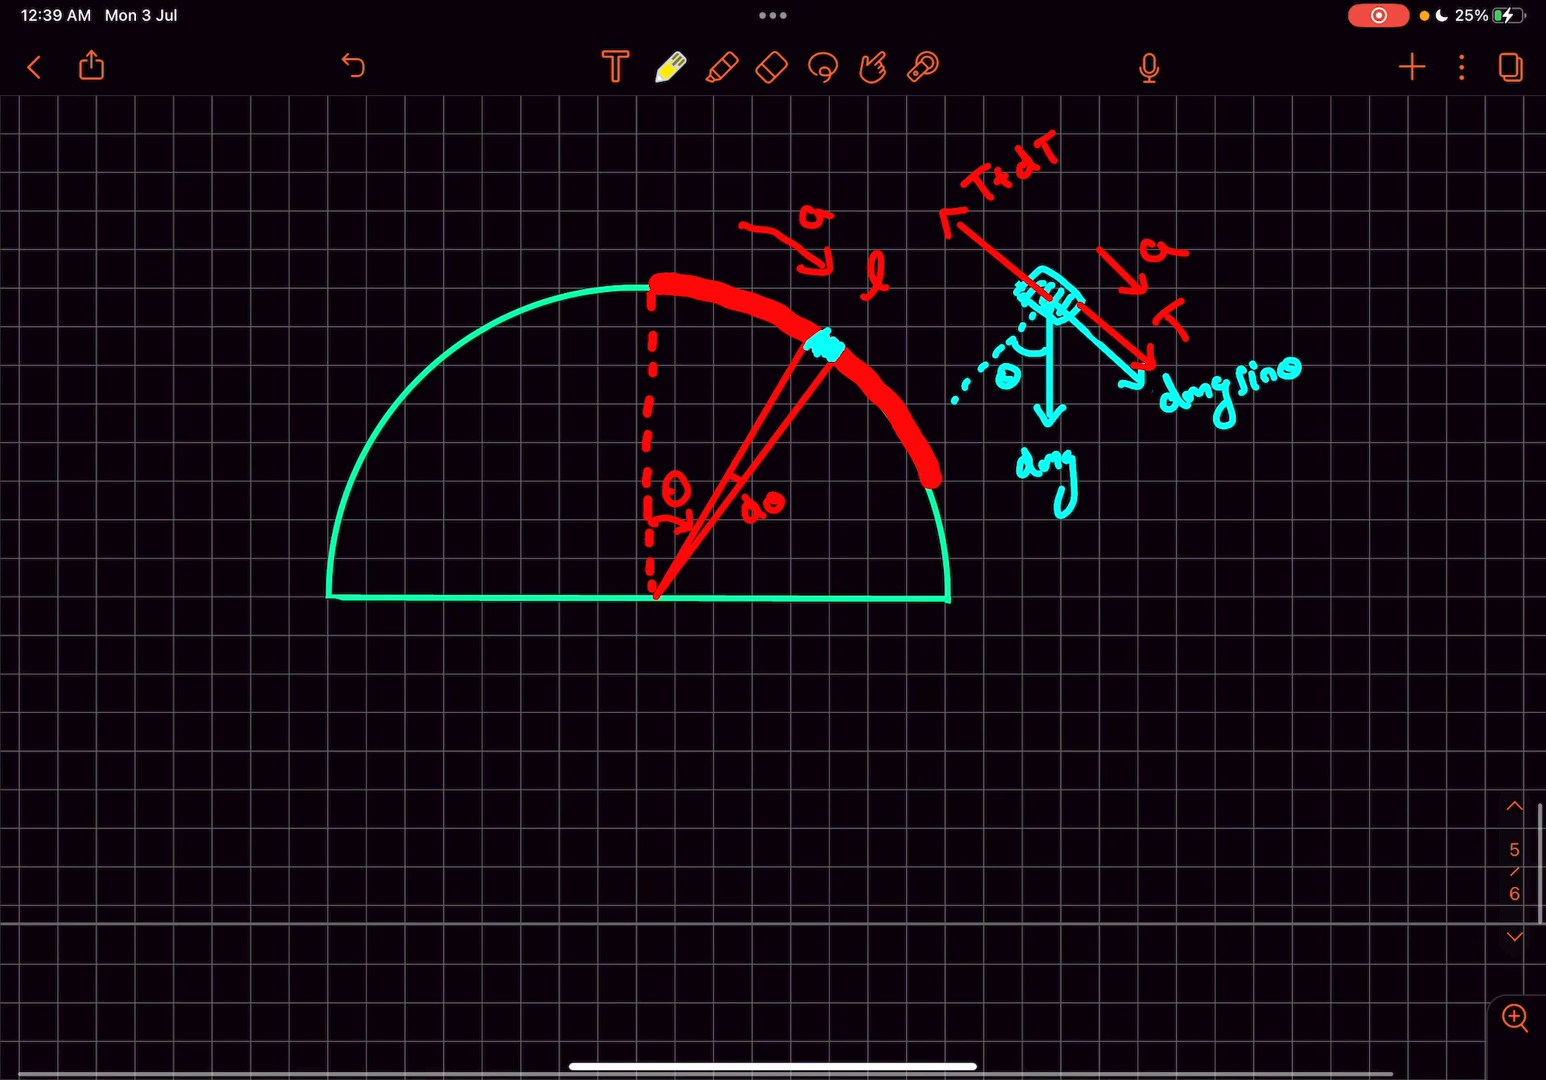 12:39 AM Mon 3 Jul
25%
T
T+dT
a
l
a
T
θ
dmg sinθ
dmg
θ
dθ
5
/
6